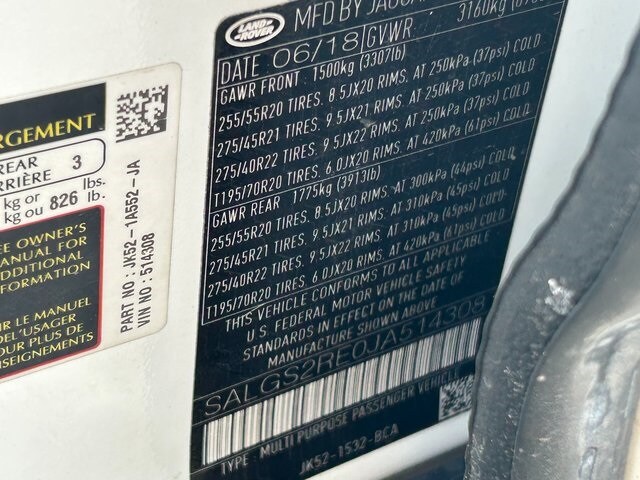 RGEMENT
REAR 3
RRIÈRE
kg or 826 lbs.
kg ou lb.
EE OWNER'S
MANUAL FOR
ADDITIONAL
INFORMATION
R LE MANUEL
DE L'USAGER
UR PLUS DE
NSEIGNEMENTS
PART NO : JK52-1A552-JA
VIN NO : 514308
LAND ROVER
MFD BY JAGUAR
DATE 06/18 GVWR 3160kg
GAWR FRONT 1500kg (3307lb)
255/55R20 TIRES. 8.5JX20 RIMS. AT 250kPa (37psi) COLD
275/45R21 TIRES. 9.5JX21 RIMS. AT 250kPa (37psi) COLD
275/40R22 TIRES. 9.5JX22 RIMS. AT 250kPa (37psi) COLD
T195/70R20 TIRES. 6.0JX20 RIMS. AT 420kPa (61psi) COLD
GAWR REAR 1775kg (3913lb)
255/55R20 TIRES. 8.5JX20 RIMS. AT 300kPa (44psi) COLD
275/45R21 TIRES. 9.5JX21 RIMS. AT 310kPa (45psi) COLD
275/40R22 TIRES. 9.5JX22 RIMS. AT 310kPa (45psi) COLD
T195/70R20 TIRES. 6.0JX20 RIMS. AT 420kPa (61psi) COLD
THIS VEHICLE CONFORMS TO ALL APPLICABLE
U.S. FEDERAL MOTOR VEHICLE SAFETY
STANDARDS IN EFFECT ON THE DATE OF
MANUFACTURE SHOWN ABOVE.
SALGS2RE0JA514308
TYPE: MULTI PURPOSE PASSENGER VEHICLE
JK52-1532-BCA